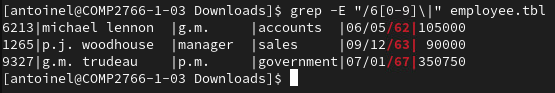 [antoinel@COMP2766-1-03 Downloads]$ grep -E "/6[0-9]\|" employee.tbl
6213|michael lennon |g.m.     |accounts  |06/05/62|105000
1265|p.j. woodhouse |manager  |sales     |09/12/63| 90000
9327|g.m. trudeau   |p.m.     |government|07/01/67|350750
[antoinel@COMP2766-1-03 Downloads]$